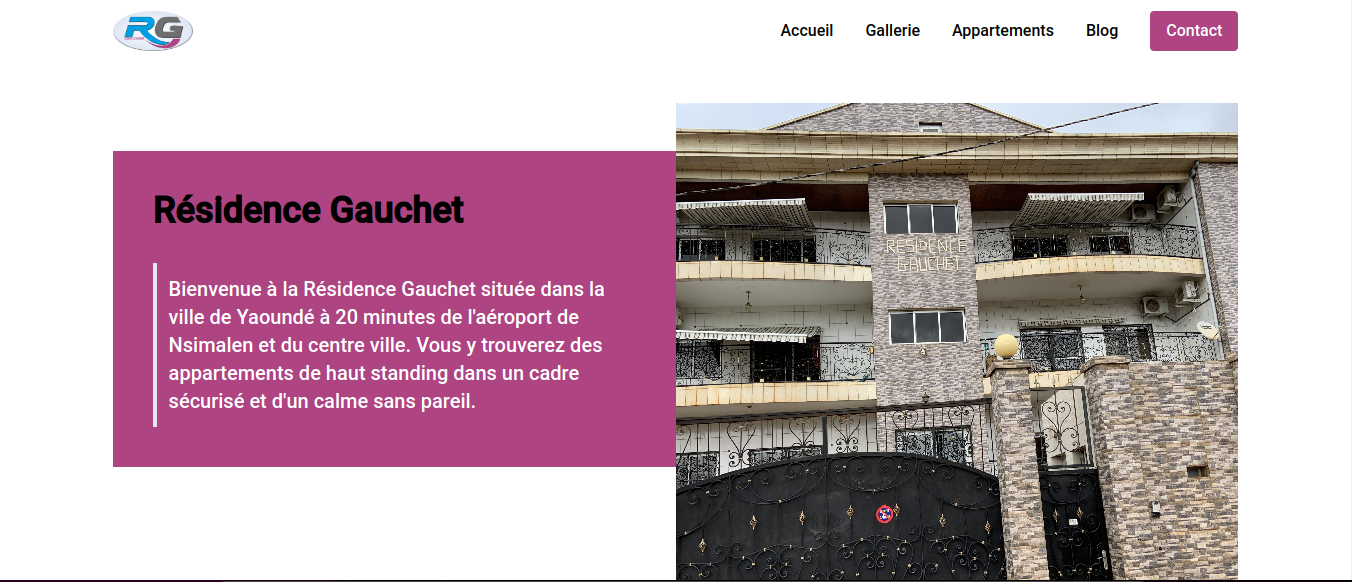 RG
Accueil
Gallerie
Appartements
Blog
Contact
Résidence Gauchet
Bienvenue à la Résidence Gauchet située dans la
ville de Yaoundé à 20 minutes de l'aéroport de
Nsimalen et du centre ville. Vous y trouverez des
appartements de haut standing dans un cadre
sécurisé et d'un calme sans pareil.
RESIDENCE
GAUCHET